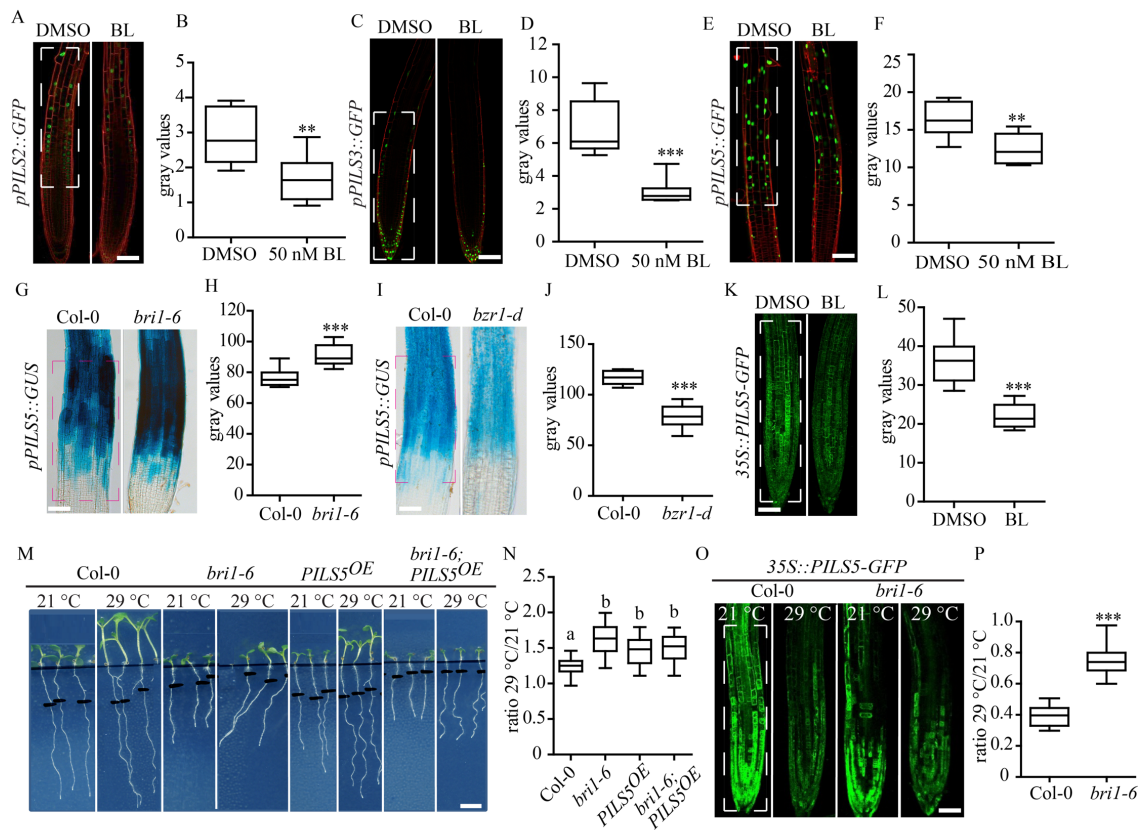 A
DMSO BL
pPILS2::GFP
B
gray values
5
4
3
2
1
0
**
DMSO 50 nM BL
C
DMSO BL
pPILS3::GFP
D
gray values
12
10
8
6
4
2
0
***
DMSO 50 nM BL
E
DMSO BL
pPILS5::GFP
F
gray values
25
20
15
10
5
0
**
DMSO 50 nM BL
G
Col-0 bri1-6
pPILS5::GUS
H
gray values
100
80
60
40
20
0
***
Col-0 bri1-6
I
Col-0 bzr1-d
pPILS5::GUS
J
gray values
150
100
50
0
***
Col-0 bzr1-d
K
DMSO BL
35S::PILS5-GFP
L
gray values
50
40
30
20
10
0
***
DMSO BL
M
Col-0 bri1-6 PILS5OE bri1-6;
PILS5OE
21 °C 29 °C 21 °C 29 °C 21 °C 29 °C 21 °C 29 °C
N
ratio 29 °C/21 °C
2.5
2.0
1.5
1.0
0.5
0
a b b b
Col-0
bri1-6
PILS5OE
bri1-6;
PILS5OE
O
35S::PILS5-GFP
Col-0 bri1-6
21 °C 29 °C 21 °C 29 °C
P
ratio 29 °C/21 °C
1.0
0.8
0.6
0.4
0.2
0
***
Col-0 bri1-6